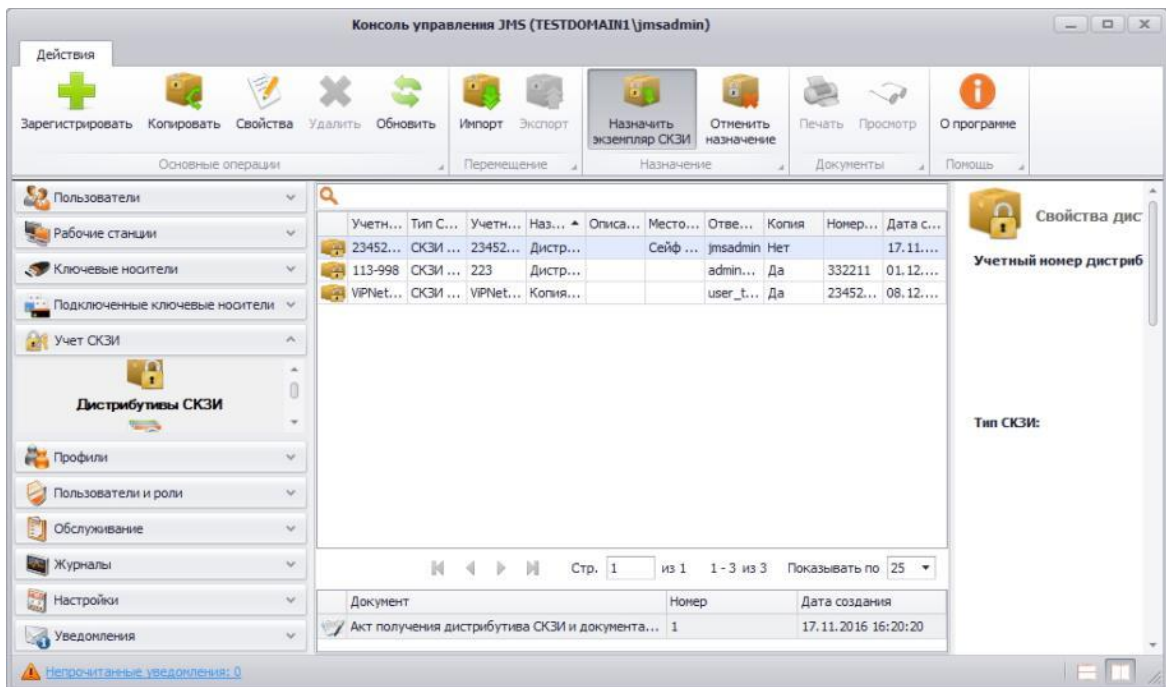 Консоль управления JMS (TESTDOMAIN1\jmsadmin)
Действия
Зарегистрировать Копировать Свойства Удалить Обновить Импорт Экспорт Назначить экземпляр СКЗИ Отменить назначение Печать Просмотр О программе
Основные операции Перемещение Назначение Документы Помощь
Пользователи
Рабочие станции
Ключевые носители
Подключенные ключевые носители
Учет СКЗИ
Дистрибутивы СКЗИ
Профили
Пользователи и роли
Обслуживание
Журналы
Настройки
Уведомления
Учетн... Тип С... Учетн... Наз... Описа... Место... Отве... Копия Номер... Дата с...
23452... СКЗИ ... 23452... Дистр... Сейф ... jmsadmin Нет 17.11....
113-998 СКЗИ ... 223 Дистр... admin... Да 332211 01.12....
ViPNet... СКЗИ ... ViPNet... Копия... user_t... Да 23452... 08.12....
Стр. 1 из 1 1 - 3 из 3 Показывать по 25
Документ Номер Дата создания
Акт получения дистрибутива СКЗИ и документа... 1 17.11.2016 16:20:20
Свойства дис
Учетный номер дистриб
Тип СКЗИ:
Непрочитанные уведомления: 0